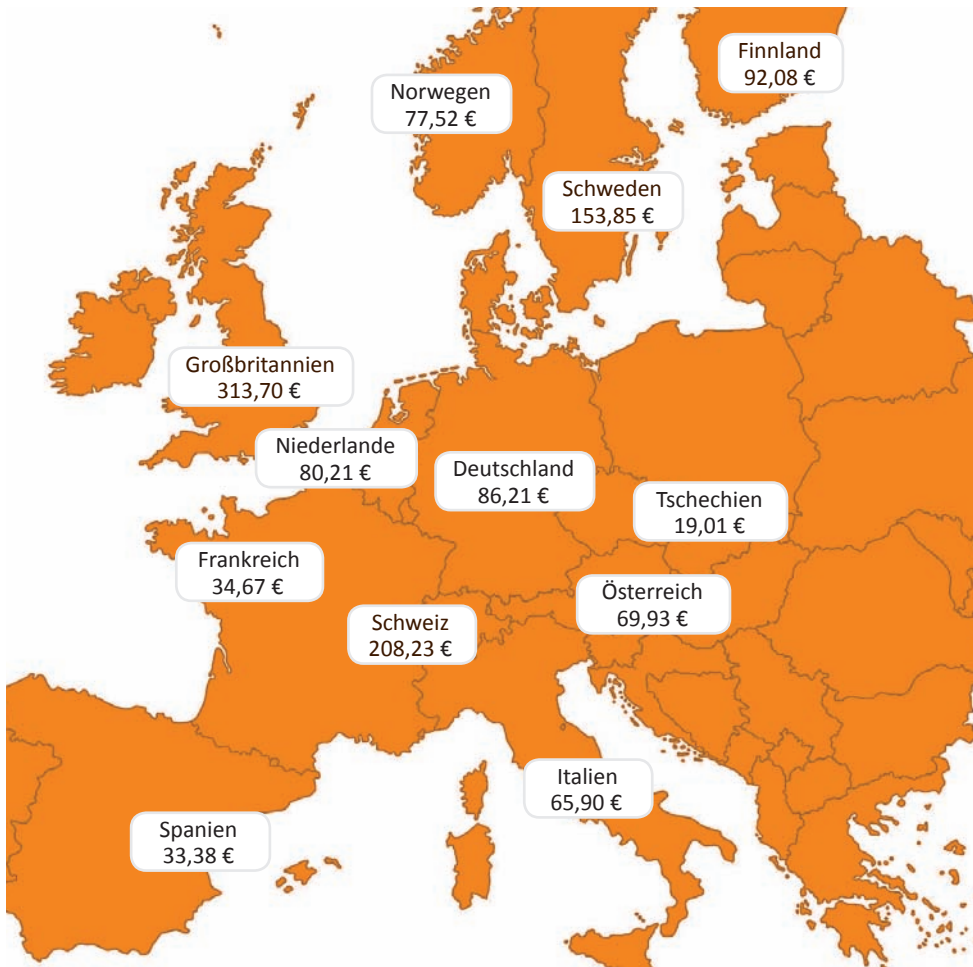 Finnland
92,08 €
Norwegen
77,52 €
Schweden
153,85 €
Großbritannien
313,70 €
Niederlande
80,21 €
Deutschland
86,21 €
Tschechien
19,01 €
Frankreich
34,67 €
Österreich
69,93 €
Schweiz
208,23 €
Italien
65,90 €
Spanien
33,38 €